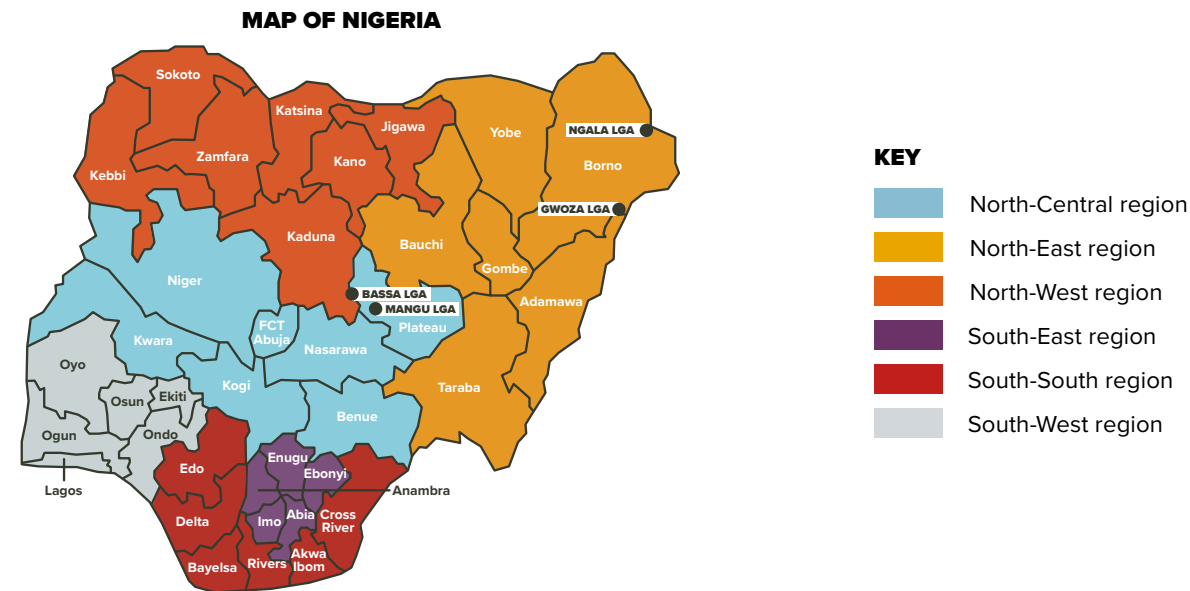 MAP OF NIGERIA
Sokoto
Katsina
Jigawa
Yobe
NGALA LGA
Zamfara
Kano
Borno
Kebbi
GWOZA LGA
Kaduna
Bauchi
Gombe
Niger
BASSA LGA
MANGU LGA
Adamawa
FCT
Abuja
Plateau
Kwara
Nasarawa
Oyo
Kogi
Taraba
Osun
Ekiti
Benue
Ogun
Ondo
Enugu
Edo
Ebonyi
Lagos
Anambra
Delta
Imo
Abia
Cross
River
Akwa
Ibom
Bayelsa
Rivers
KEY
North-Central region
North-East region
North-West region
South-East region
South-South region
South-West region